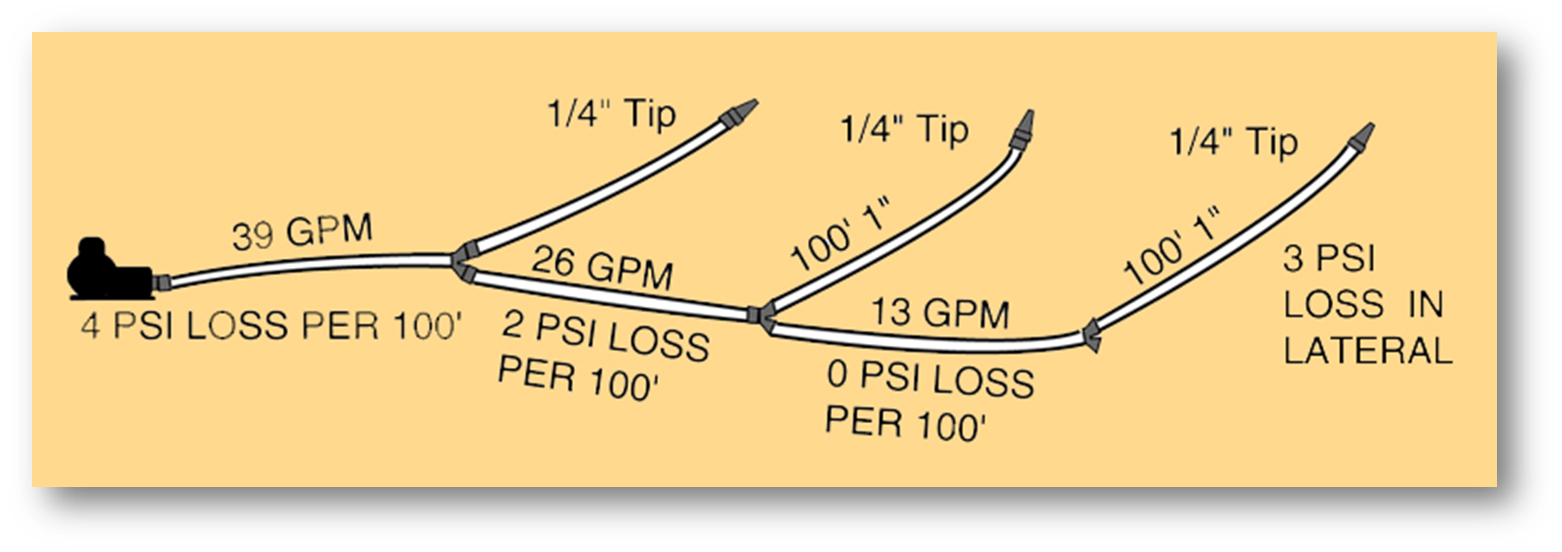 1/4" Tip
1/4" Tip
1/4" Tip
39 GPM
4 PSI LOSS PER 100'
26 GPM
2 PSI LOSS
PER 100'
100' 1"
13 GPM
0 PSI LOSS
PER 100'
100' 1"
3 PSI
LOSS IN
LATERAL